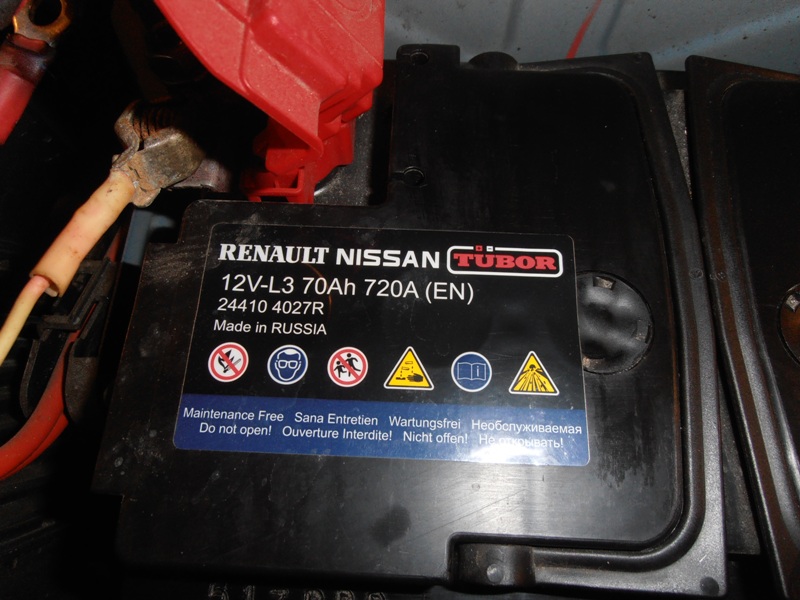 RENAULT NISSAN TÜBOR
12V-L3 70Ah 720A (EN)
24410 4027R
Made in RUSSIA
Maintenance Free Sana Entretien Wartungsfrei Необслуживаемая
Do not open! Ouverture Interdite! Nicht offen! Не открывать!